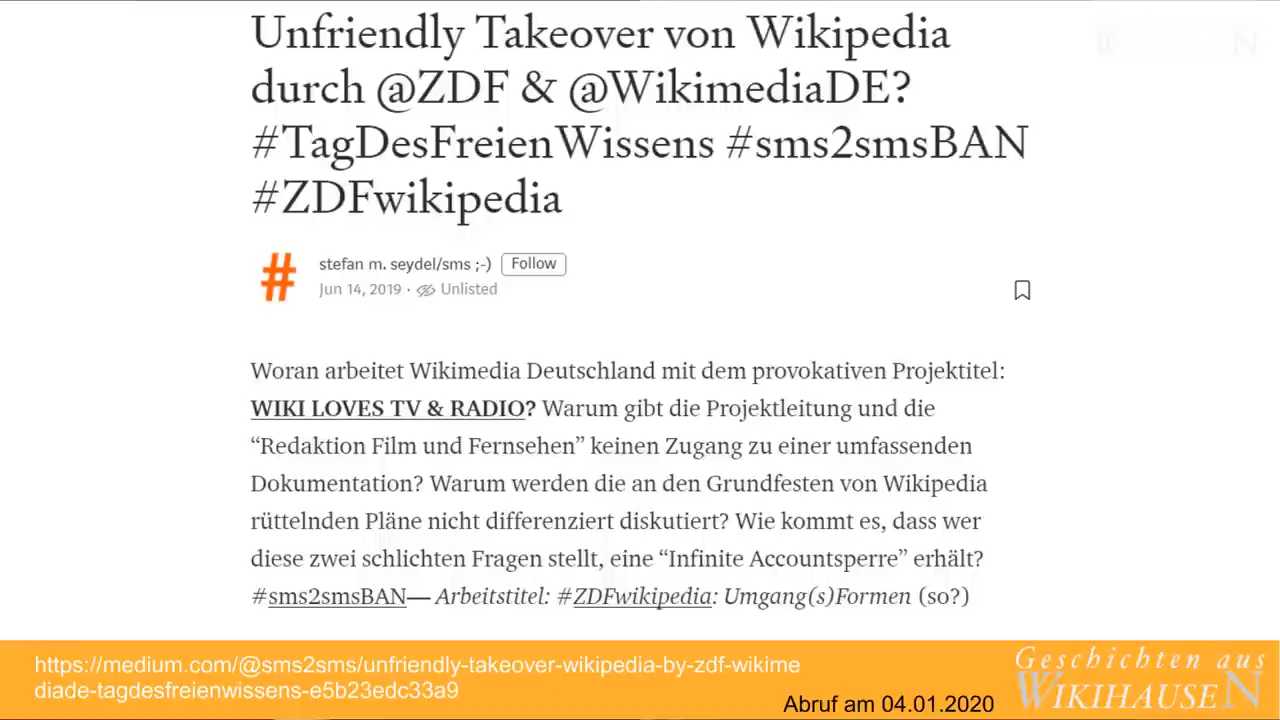 Unfriendly Takeover von Wikipedia
durch @ZDF & @WikimediaDE?
#TagDesFreienWissens #sms2smsBAN
#ZDFwikipedia
stefan m. seydel/sms ;-) Follow
Jun 14, 2019 · Unlisted
Woran arbeitet Wikimedia Deutschland mit dem provokativen Projektitel:
WIKI LOVES TV & RADIO? Warum gibt die Projektleitung und die
“Redaktion Film und Fernsehen” keinen Zugang zu einer umfassenden
Dokumentation? Warum werden die an den Grundfesten von Wikipedia
rüttelnden Pläne nicht differenziert diskutiert? Wie kommt es, dass wer
diese zwei schlichten Fragen stellt, eine “Infinite Accountsperre” erhält?
#sms2smsBAN— Arbeitstitel: #ZDFwikipedia: Umgang(s)Formen (so?)
https://medium.com/@sms2sms/unfriendly-takeover-wikipedia-by-zdf-wikime
diade-tagdesfreienwissens-e5b23edc33a9
Abruf am 04.01.2020
Geschichten aus
WIKIHAUSEN